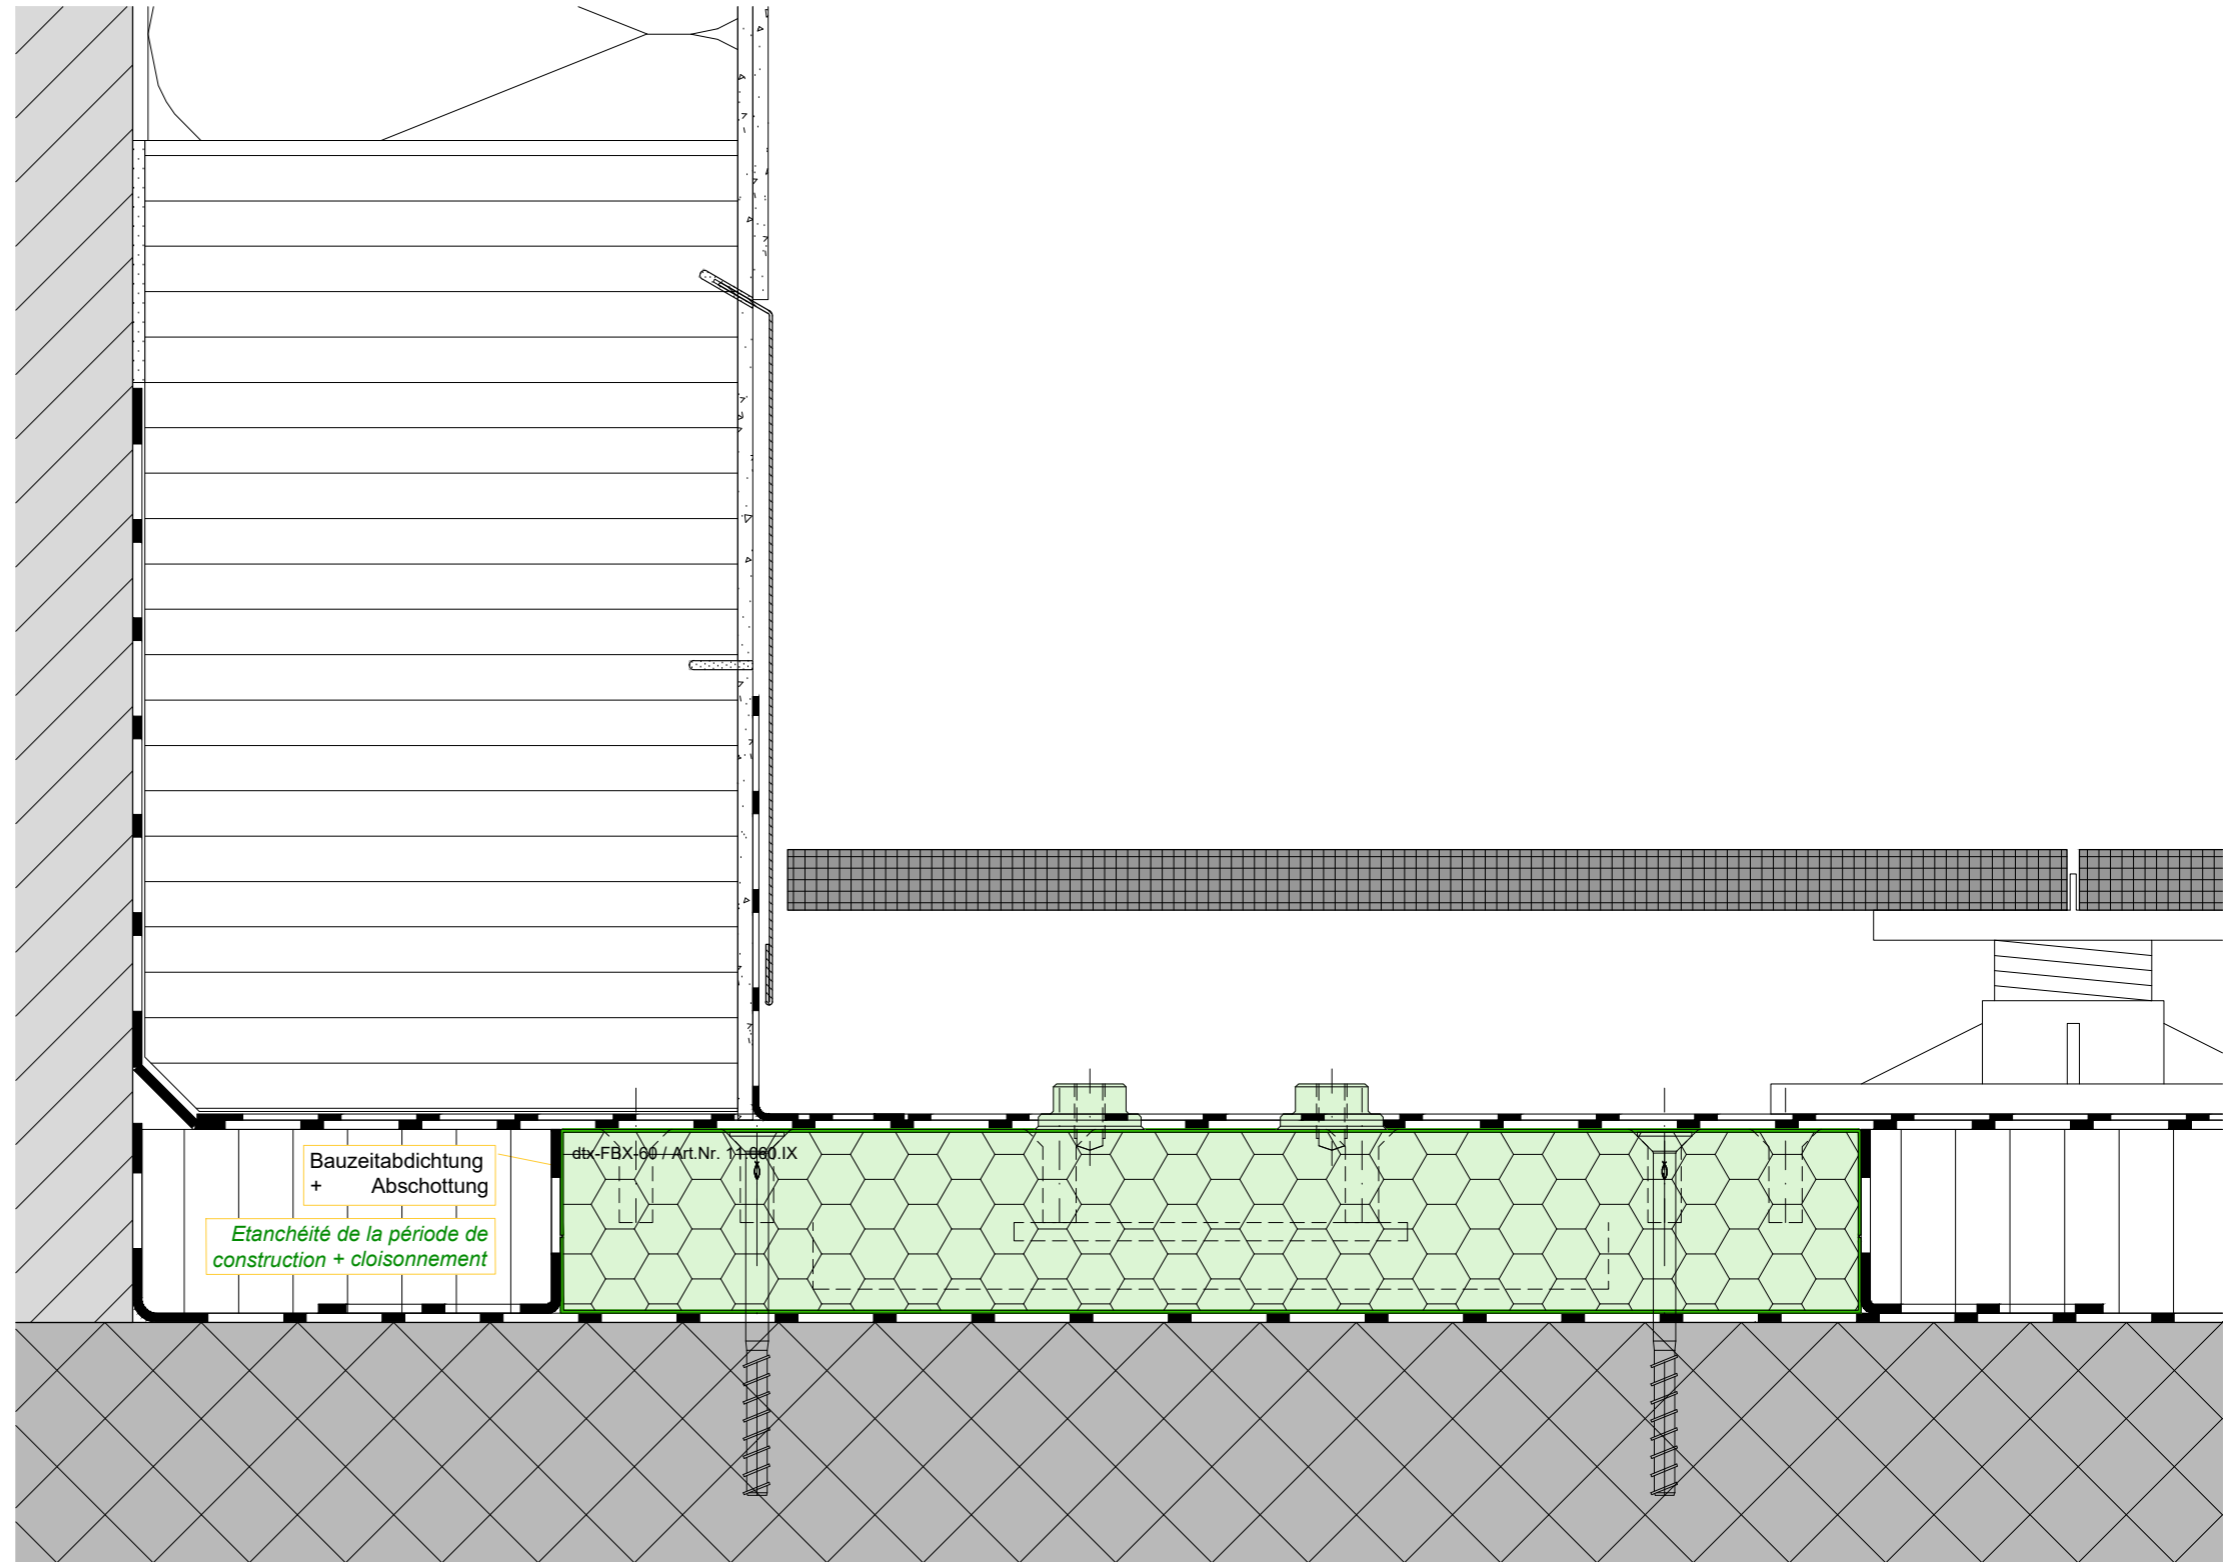 dtx-FBX-60 / Art.Nr. 11.060.IX
Bauzeitabdichtung
+ Abschottung
Etanchéité de la période de
construction + cloisonnement